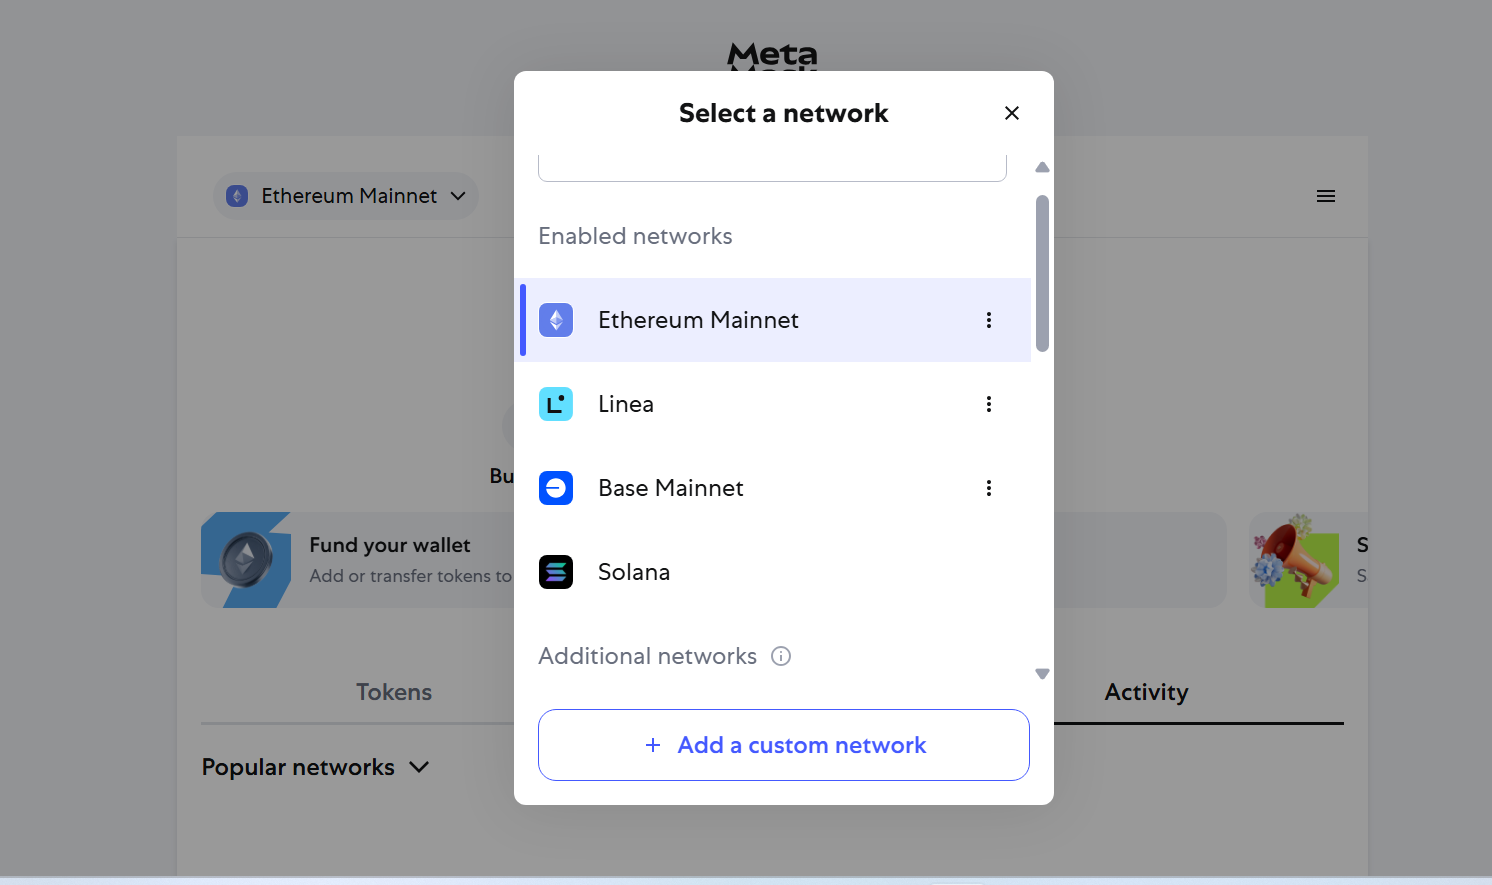 Meta
Select a network
Ethereum Mainnet
Enabled networks
Ethereum Mainnet
Linea
Base Mainnet
Solana
Additional networks
+ Add a custom network
Bu
Fund your wallet
Add or transfer tokens to
S
S
Tokens
Activity
Popular networks